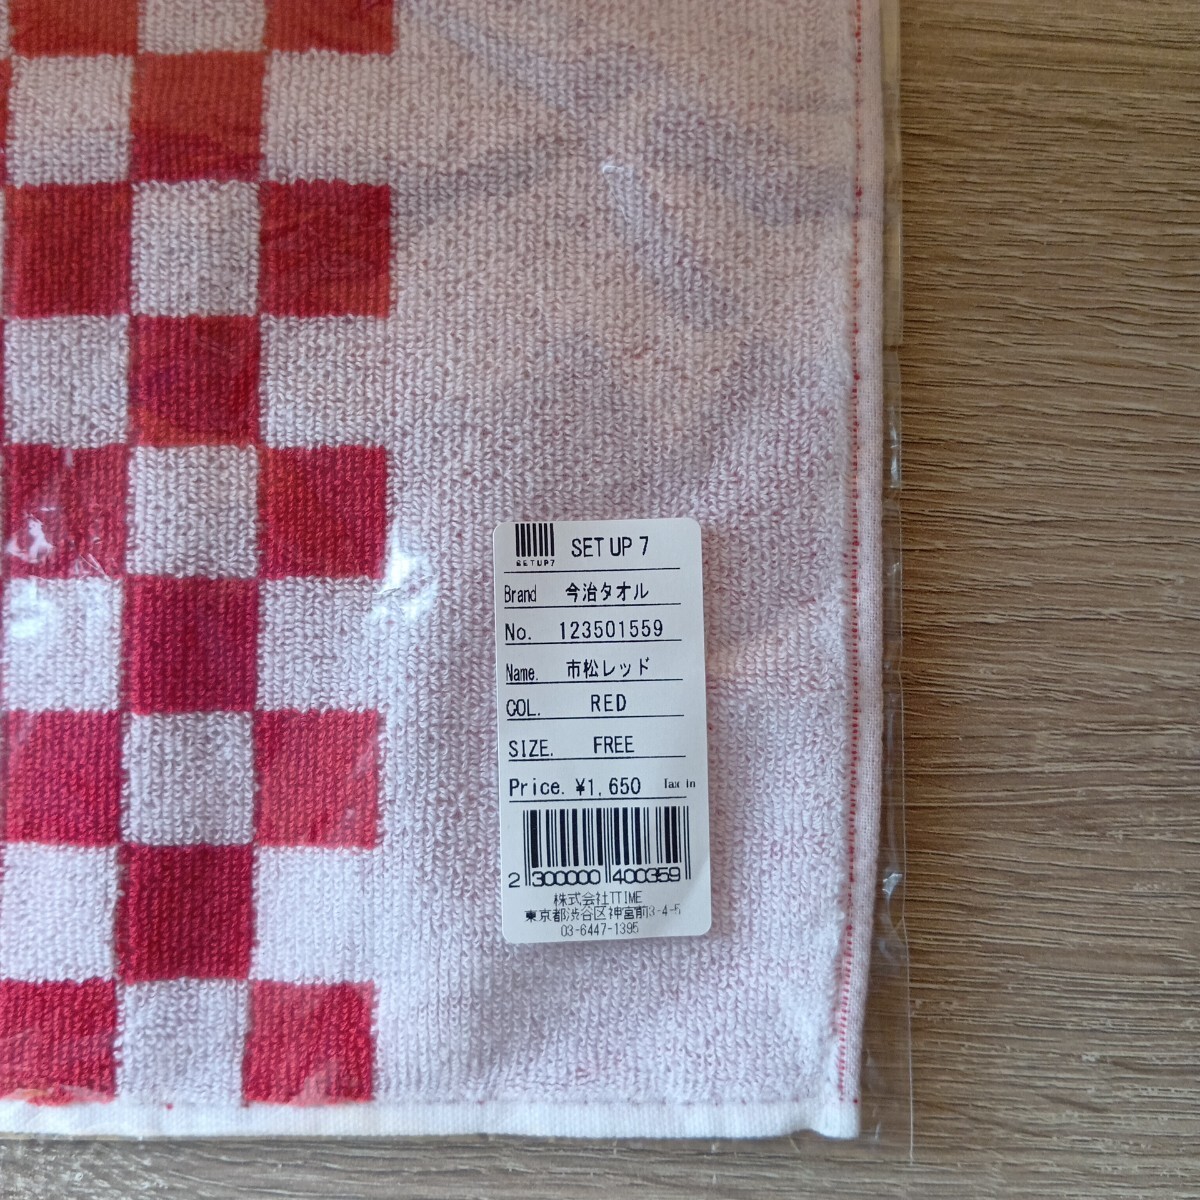 SET UP 7
SETUP7
Brand 今治タオル
No. 123501559
Name. 市松レッド
COL. RED
SIZE. FREE
Price. ¥1,650 Tax in
2 300000 400359
株式会社TTIME
東京都渋谷区神宮前3-4-5
03-6447-1395